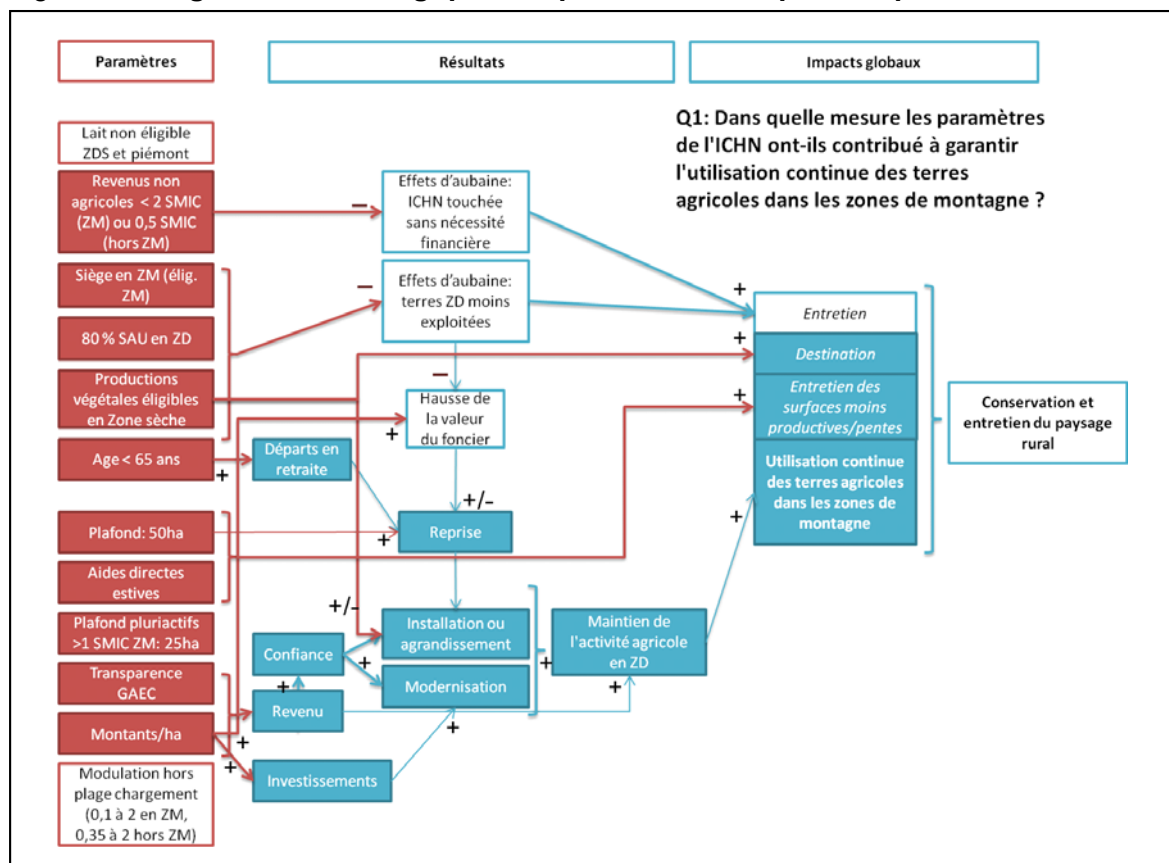 Paramètres
Résultats
Impacts globaux
Q1: Dans quelle mesure les paramètres
de l'ICHN ont-ils contribué à garantir
l'utilisation continue des terres
agricoles dans les zones de montagne ?
Lait non éligible
ZDS et piémont
Revenus non
agricoles < 2 SMIC
(ZM) ou 0,5 SMIC
(hors ZM)
Siège en ZM (élig.
ZM)
80 % SAU en ZD
Productions
végétales éligibles
en Zone sèche
Age < 65 ans
Plafond: 50ha
Aides directes
estives
Plafond pluriactifs
>1 SMIC ZM: 25ha
Transparence
GAEC
Montants/ha
Modulation hors
plage chargement
(0,1 à 2 en ZM,
0,35 à 2 hors ZM)
–
Effets d'aubaine:
ICHN touchée
sans nécessité
financière
–
Effets d'aubaine:
terres ZD moins
exploitées
–
+
Hausse de
la valeur
du foncier
+
Départs en
retraite
+/-
+
Reprise
+/-
Installation ou
agrandissement
Confiance
+
Modernisation
+
Revenu
+
+
+
Investissements
+
Maintien de
l'activité agricole
en ZD
+
+
+
Entretien
+
Destination
+
Entretien des
surfaces moins
productives/pentes
Utilisation continue
des terres agricoles
dans les zones de
montagne
+
Conservation et
entretien du paysage
rural